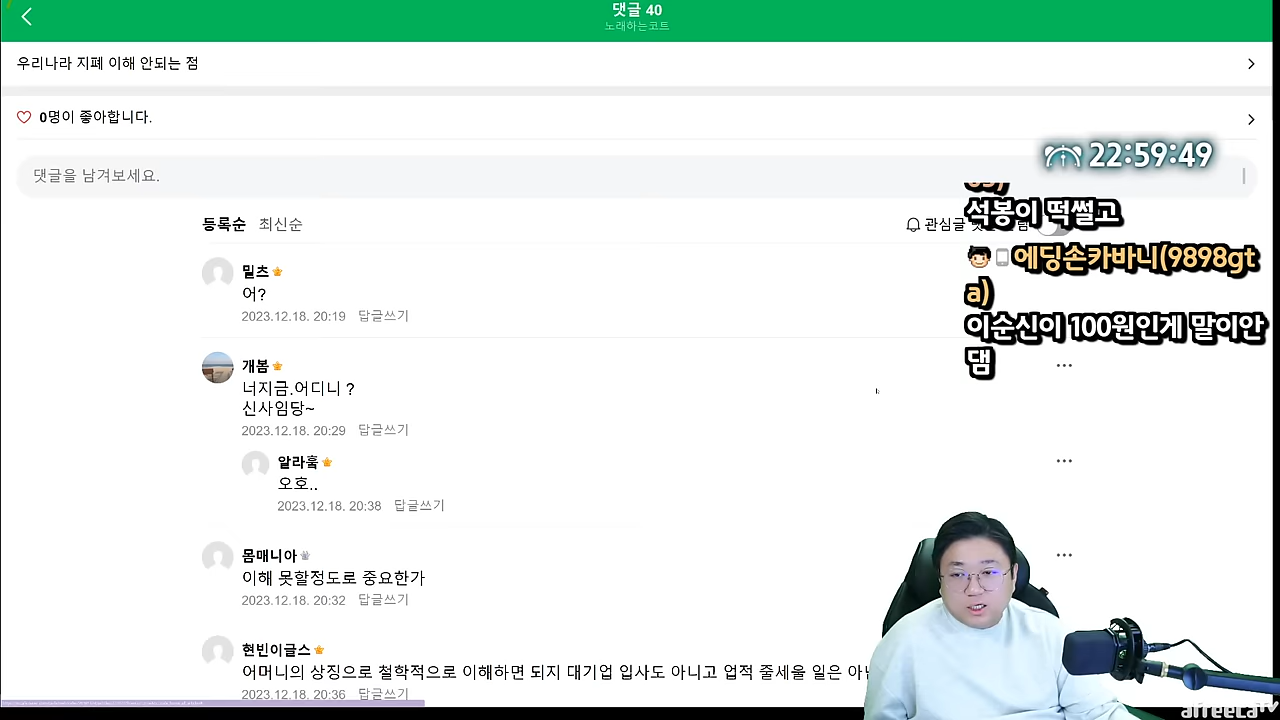 댓글 40
노래하는코트
우리나라 지폐 이해 안되는 점
0명이 좋아합니다.
22:59:49
댓글을 남겨보세요.
석봉이 떡썰고
등록순 최신순
관심글
에딩손카바니(9898gt
a)
이순신이 100원인게 말이안
댐
밀츠
어?
2023.12.18. 20:19 답글쓰기
개봄
너지금.어디니 ?
신사임당~
2023.12.18. 20:29 답글쓰기
알라훅
오호..
2023.12.18. 20:38 답글쓰기
몸매니아
이해 못할정도로 중요한가
2023.12.18. 20:32 답글쓰기
현빈이글스
어머니의 상징으로 철학적으로 이해하면 되지 대기업 입사도 아니고 업적 줄세울 일은
2023.12.18. 20:36 답글쓰기
afreecaTV